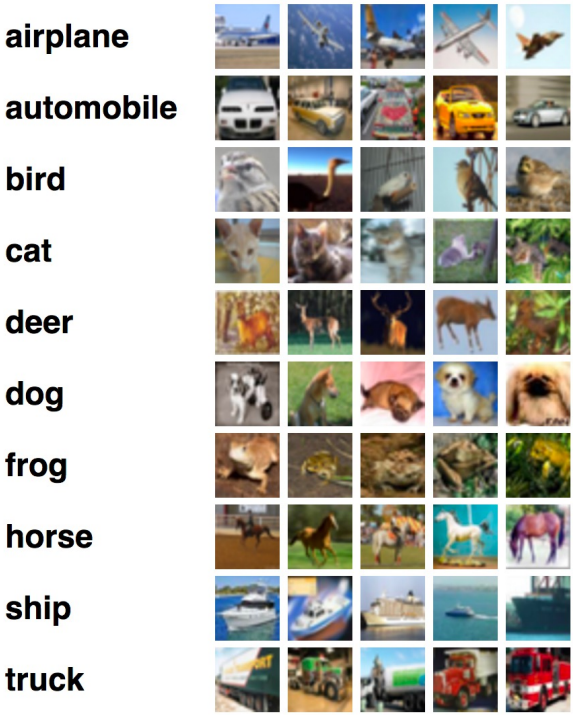 airplane
automobile
bird
cat
deer
dog
frog
horse
ship
truck